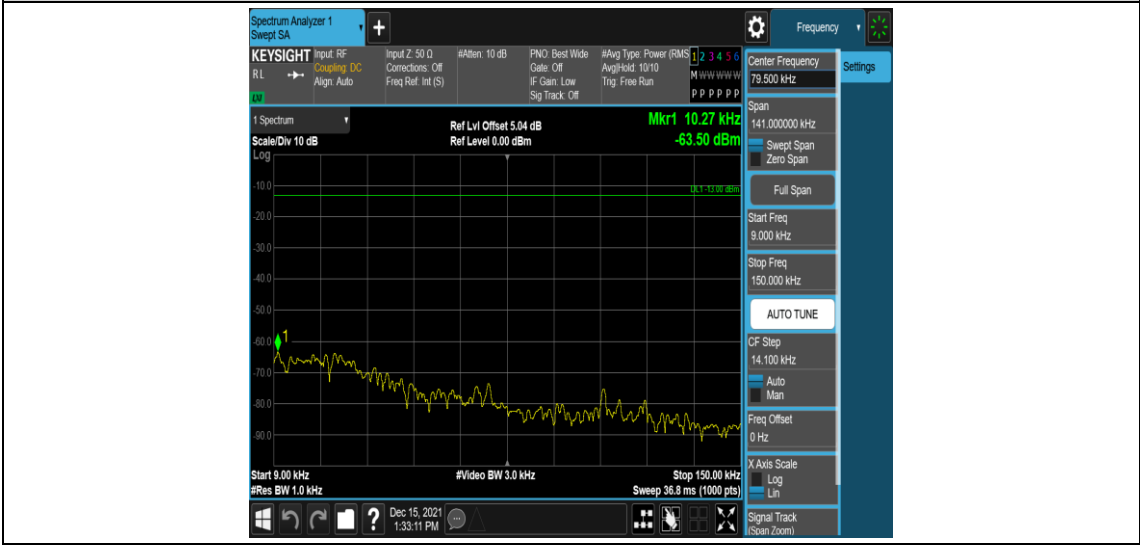 Spectrum Analyzer 1
Swept SA
+
Frequency
KEYSIGHT
Input: RF
Input Z: 50 Ω
#Atten: 10 dB
PNO: Best Wide
#Avg Type: Power (RMS
1 2 3 4 5 6
RL
Coupling: DC
Corrections: Off
Gate: Off
Avg|Hold: 10/10
M W W W W W
Align: Auto
Freq Ref: Int (S)
IF Gain: Low
Trig: Free Run
Sig Track: Off
P P P P P P
LM
1 Spectrum
Ref Lvl Offset 5.04 dB
Mkr1 10.27 kHz
Scale/Div 10 dB
Ref Level 0.00 dBm
-63.50 dBm
Log
DL1 -13.00 dBm
-10.0
-20.0
-30.0
-40.0
-50.0
-60.0
1
-70.0
-80.0
-90.0
Start 9.00 kHz
#Video BW 3.0 kHz
Stop 150.00 kHz
#Res BW 1.0 kHz
Sweep 36.8 ms (1000 pts)
?
Dec 15, 2021
1:33:11 PM
Center Frequency
79.500 kHz
Settings
Span
141.000000 kHz
Swept Span
Zero Span
Full Span
Start Freq
9.000 kHz
Stop Freq
150.000 kHz
AUTO TUNE
CF Step
14.100 kHz
Auto
Man
Freq Offset
0 Hz
X Axis Scale
Log
Lin
Signal Track
(Span Zoom)